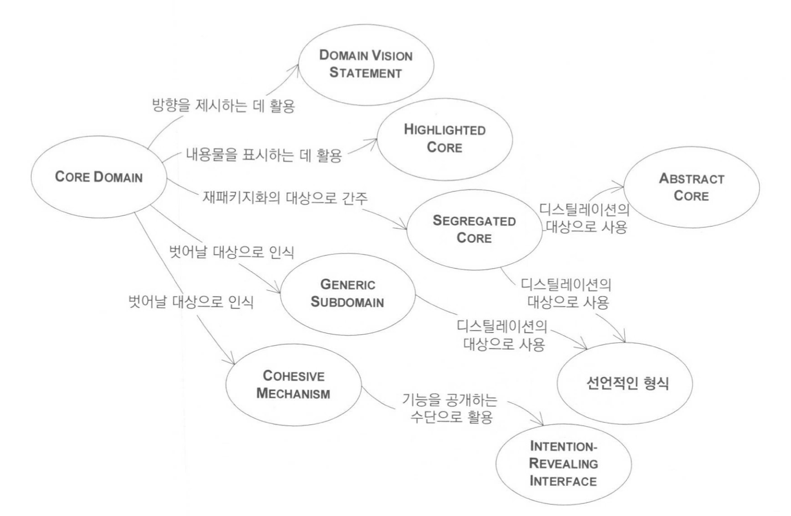 DOMAIN VISION
STATEMENT
방향을 제시하는 데 활용
HIGHLIGHTED
CORE
내용물을 표시하는 데 활용
CORE DOMAIN
ABSTRACT
CORE
재패키지화의 대상으로 간주
디스틸레이션의
대상으로 사용
SEGREGATED
CORE
벗어날 대상으로 인식
GENERIC
SUBDOMAIN
디스틸레이션의
대상으로 사용
벗어날 대상으로 인식
디스틸레이션의
대상으로 사용
COHESIVE
MECHANISM
선언적인 형식
기능을 공개하는
수단으로 활용
INTENTION-
REVEALING
INTERFACE